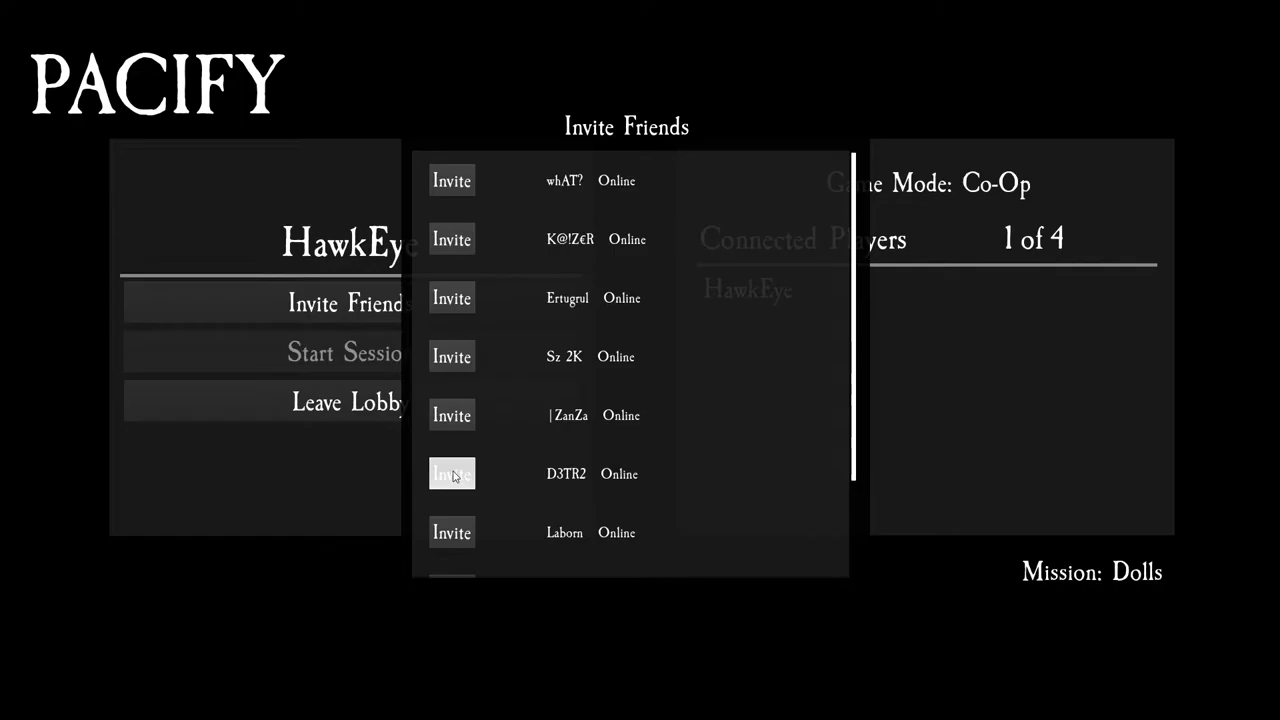 PACIFY
Invite Friends
HawkEye
Invite Friends
Start Sessio
Leave Lobby
Invite whAT? Online
Invite K@!Z€R Online
Invite Ertugrul Online
Invite Sz 2K Online
Invite |ZanZa Online
Invite D3TR2 Online
Invite Laborn Online
Game Mode: Co-Op
Connected Players 1 of 4
HawkEye
Mission: Dolls